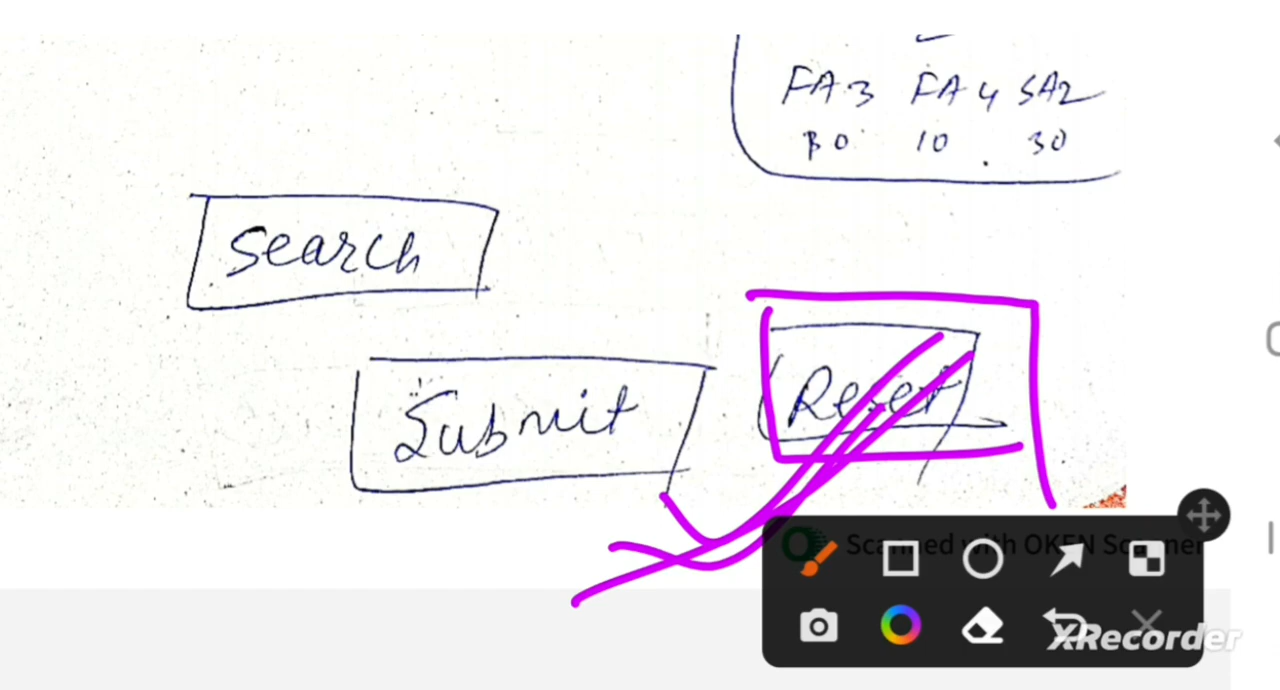 FA3 FA4 SA2
10 30
Search
Submit Reset
Scanned with OKEN Scanner
XRecorder